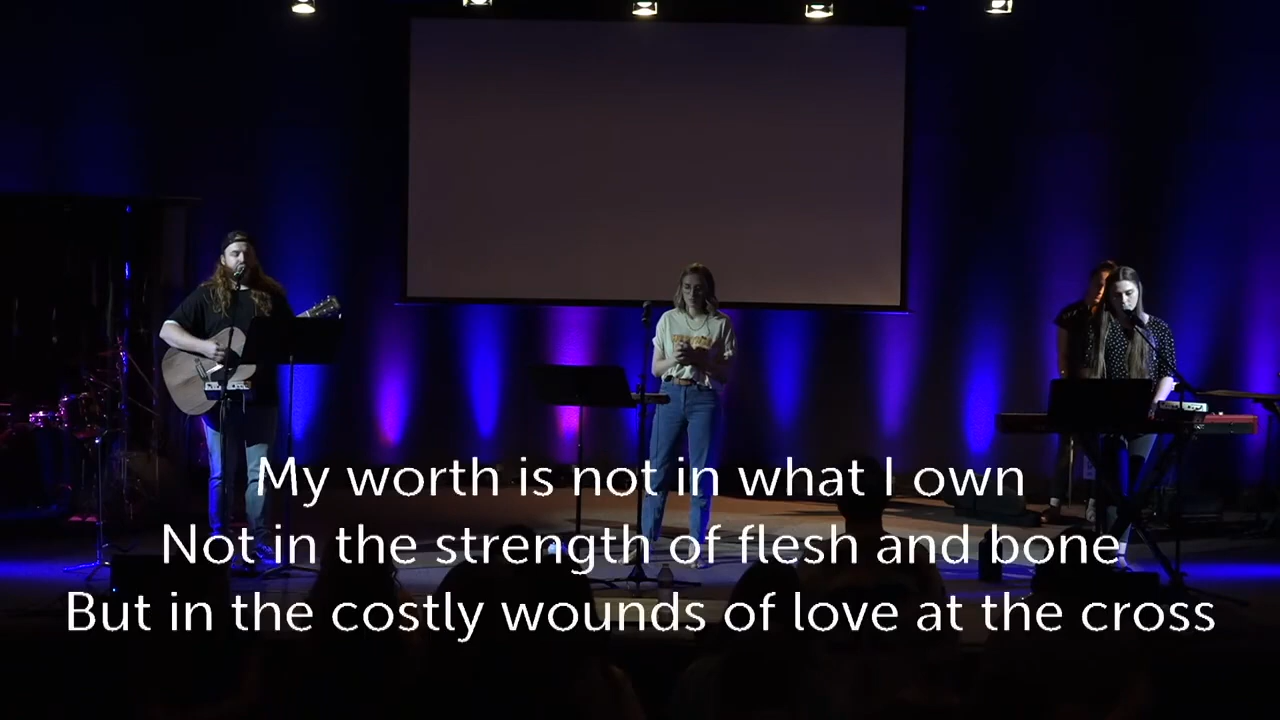 My worth is not in what I own
Not in the strength of flesh and bone
But in the costly wounds of love at the cross